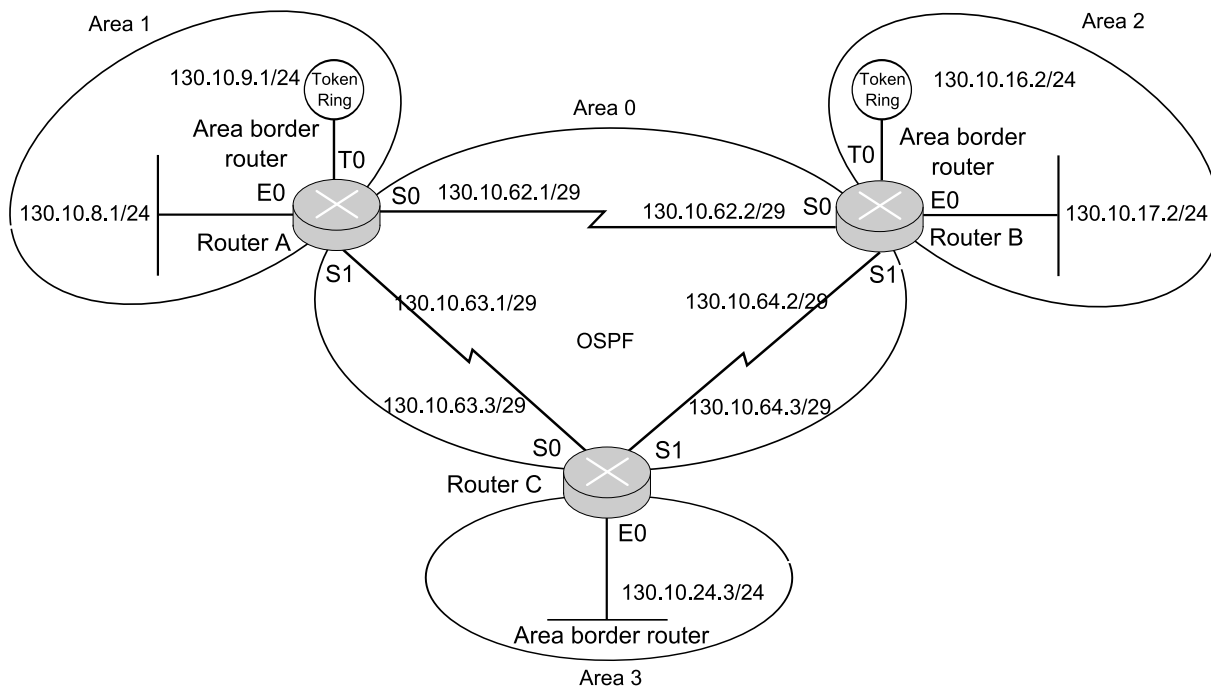 Area 1
Area 2
130.10.9.1/24
Token
Ring
Token
Ring
130.10.16.2/24
Area 0
Area border
router
T0
T0
Area border
router
E0
S0
130.10.62.1/29
130.10.62.2/29
S0
E0
130.10.8.1/24
130.10.17.2/24
Router A
Router B
S1
S1
130.10.63.1/29
130.10.64.2/29
OSPF
130.10.63.3/29
130.10.64.3/29
S0
S1
Router C
E0
130.10.24.3/24
Area border router
Area 3